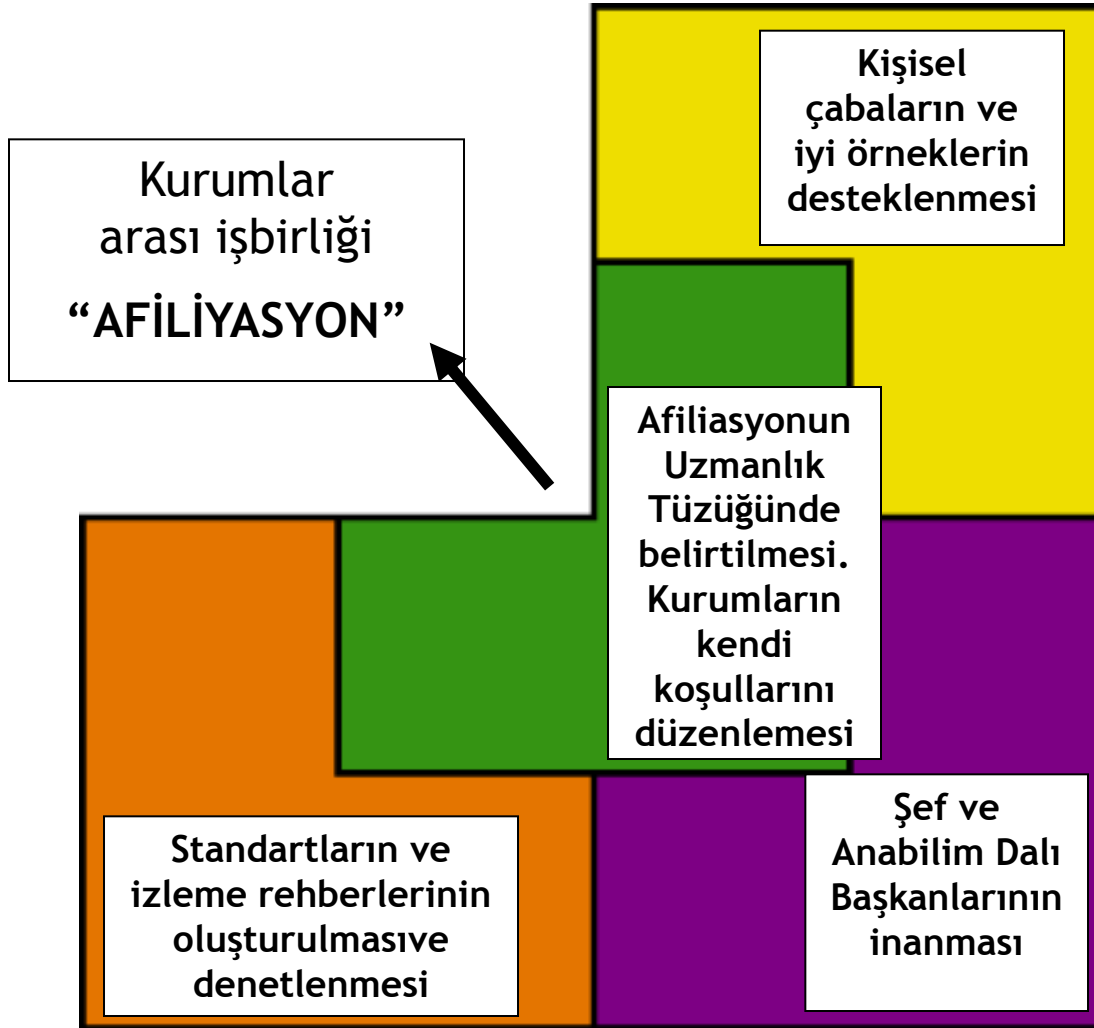 Kişisel
çabaların ve
iyi örneklerin
desteklenmesi
Kurumlar
arası işbirliği
“AFİLİYASYON”
Afiliasyonun
Uzmanlık
Tüzüğünde
belirtilmesi.
Kurumların
kendi
koşullarını
düzenlemesi
Standartların ve
izleme rehberlerinin
oluşturulmasıve
denetlenmesi
Şef ve
Anabilim Dalı
Başkanlarının
inanması